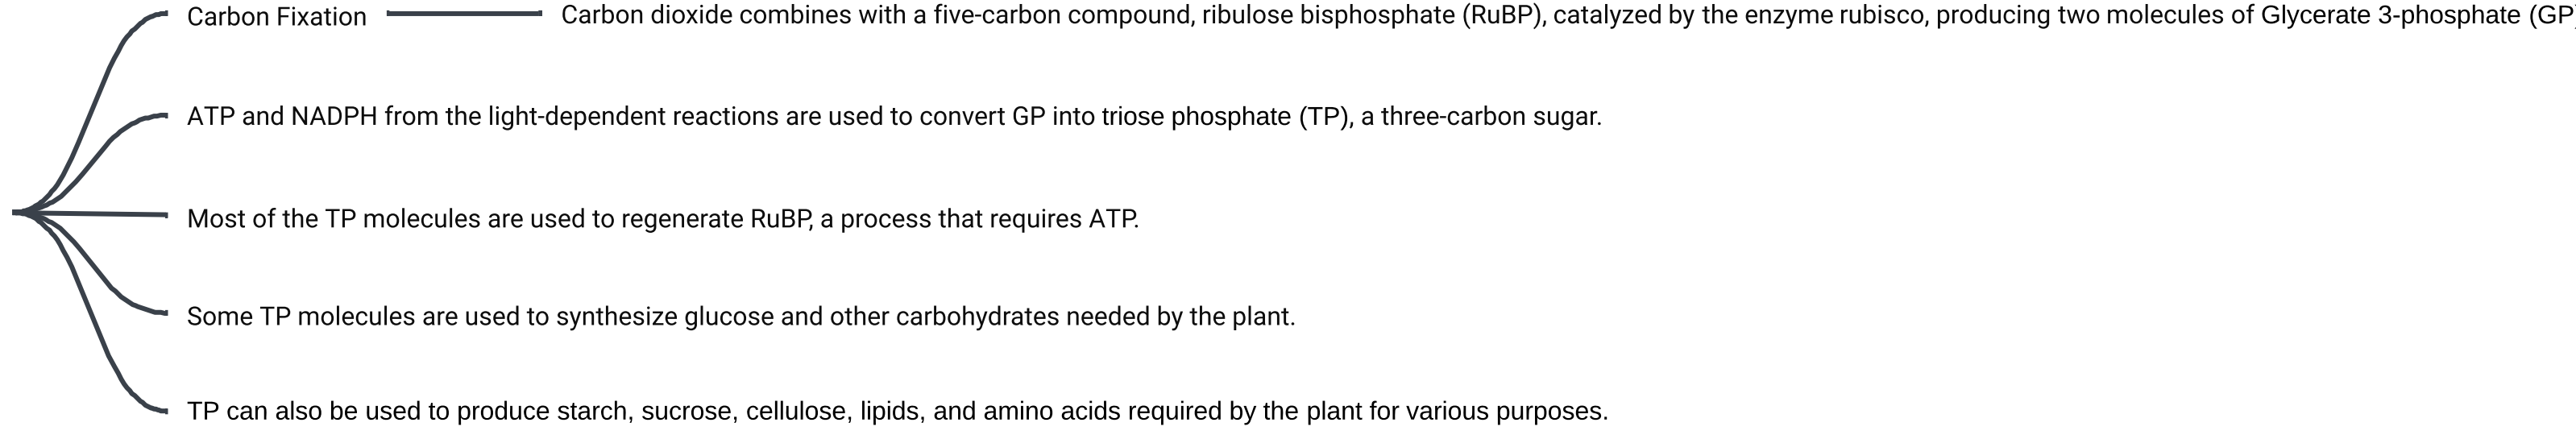 Carbon Fixation
Carbon dioxide combines with a five-carbon compound, ribulose bisphosphate (RuBP), catalyzed by the enzyme rubisco, producing two molecules of Glycerate 3-phosphate (GP)
ATP and NADPH from the light-dependent reactions are used to convert GP into triose phosphate (TP), a three-carbon sugar.
Most of the TP molecules are used to regenerate RuBP, a process that requires ATP.
Some TP molecules are used to synthesize glucose and other carbohydrates needed by the plant.
TP can also be used to produce starch, sucrose, cellulose, lipids, and amino acids required by the plant for various purposes.